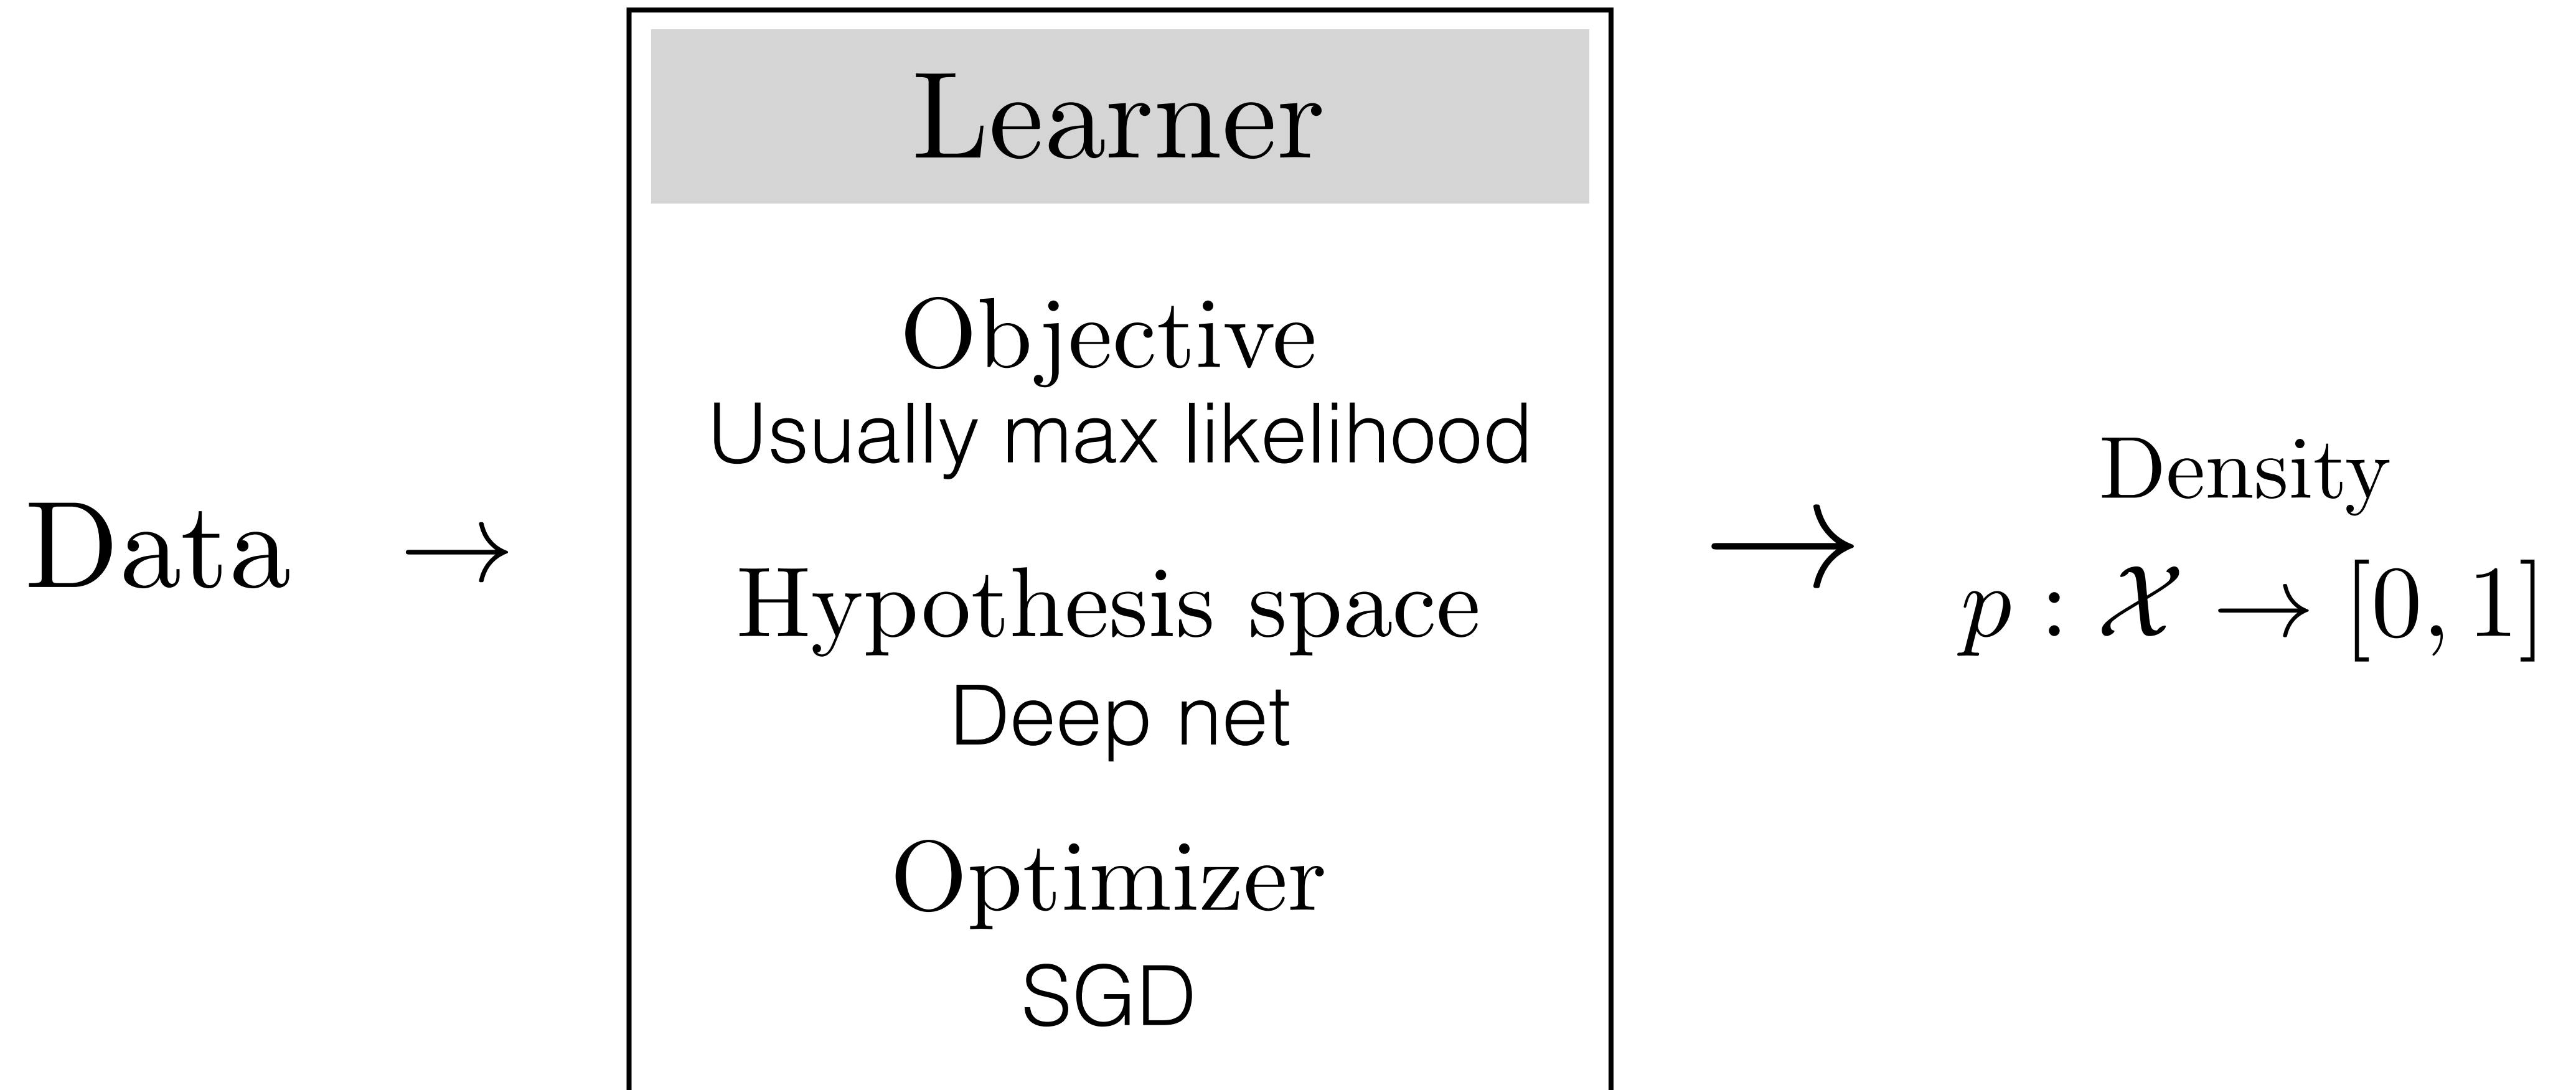 Learner
Objective
Usually max likelihood
Data →
Hypothesis space
Deep net
Optimizer
SGD
→
Density
p : 𝒳 → [0, 1]